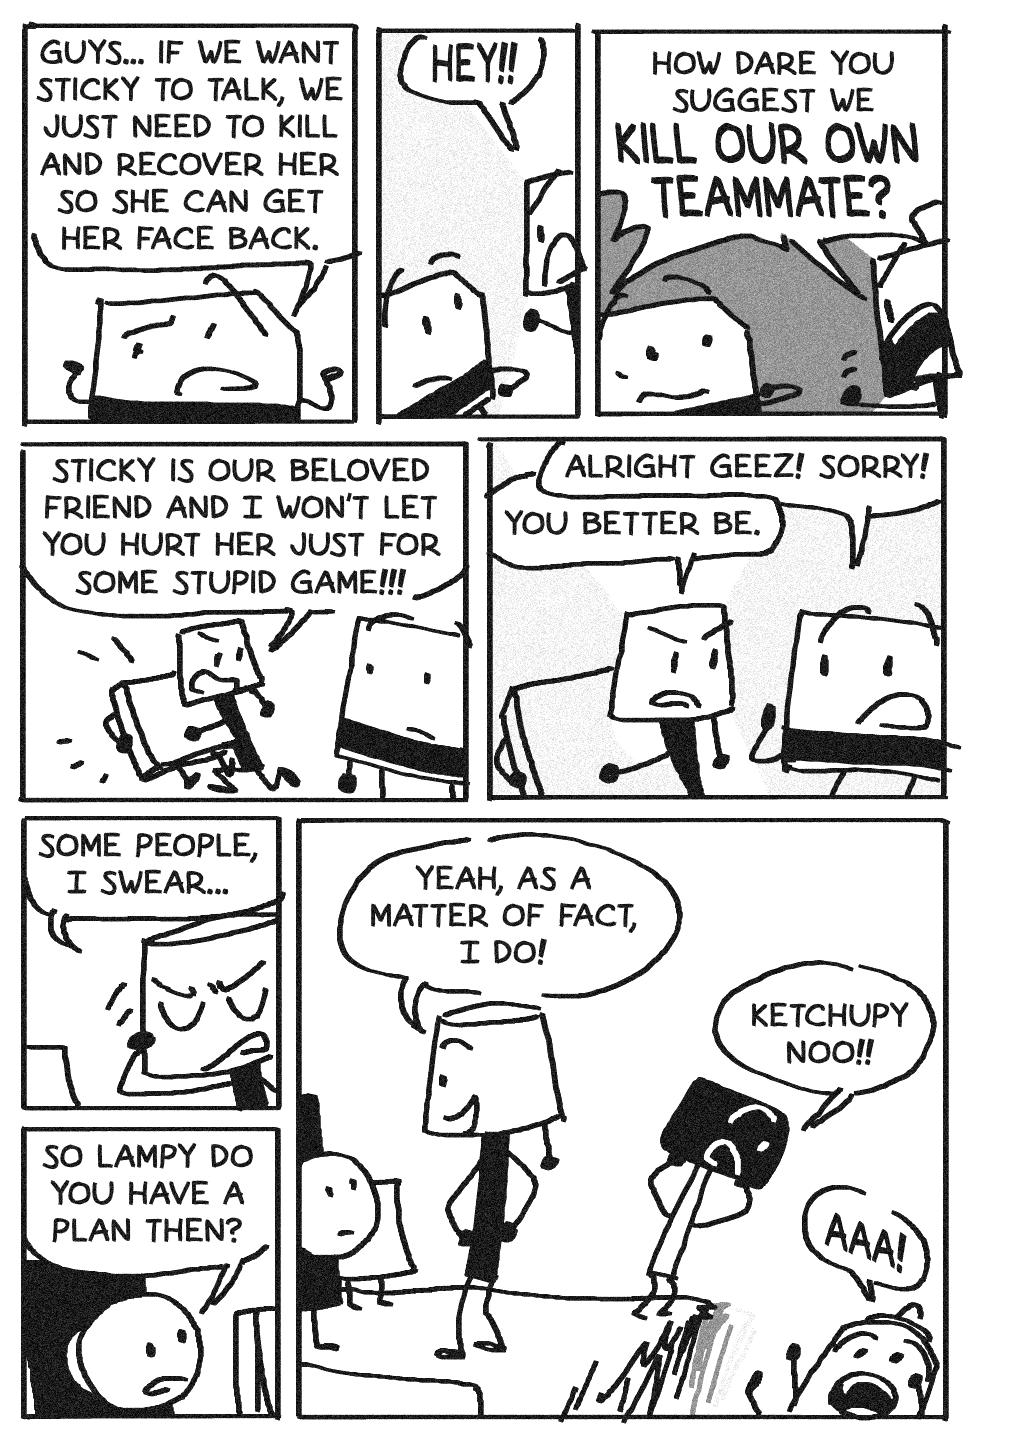 GUYS... IF WE WANT
STICKY TO TALK, WE
JUST NEED TO KILL
AND RECOVER HER
SO SHE CAN GET
HER FACE BACK.
HEY!!
HOW DARE YOU
SUGGEST WE
KILL OUR OWN
TEAMMATE?
STICKY IS OUR BELOVED
FRIEND AND I WON'T LET
YOU HURT HER JUST FOR
SOME STUPID GAME!!!
ALRIGHT GEEZ! SORRY!
YOU BETTER BE.
SOME PEOPLE,
I SWEAR...
SO LAMPY DO
YOU HAVE A
PLAN THEN?
YEAH, AS A
MATTER OF FACT,
I DO!
KETCHUPY
NOO!!
AAA!